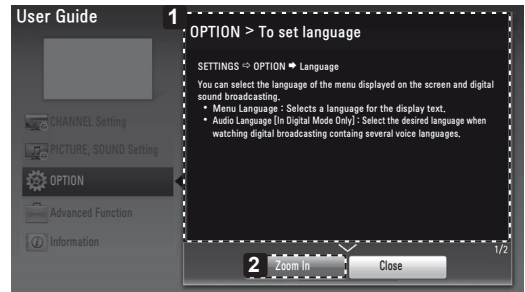 User Guide
1
OPTION > To set language
SETTINGS ⇨ OPTION ➡ Language
You can select the language of the menu displayed on the screen and digital
sound broadcasting.
• Menu Language : Selects a language for the display text.
• Audio Language [In Digital Mode Only] : Select the desired language when
watching digital broadcasting containg several voice languages.
CHANNEL Setting
PICTURE, SOUND Setting
OPTION
Advanced Function
Information
1/2
2
Zoom In
Close